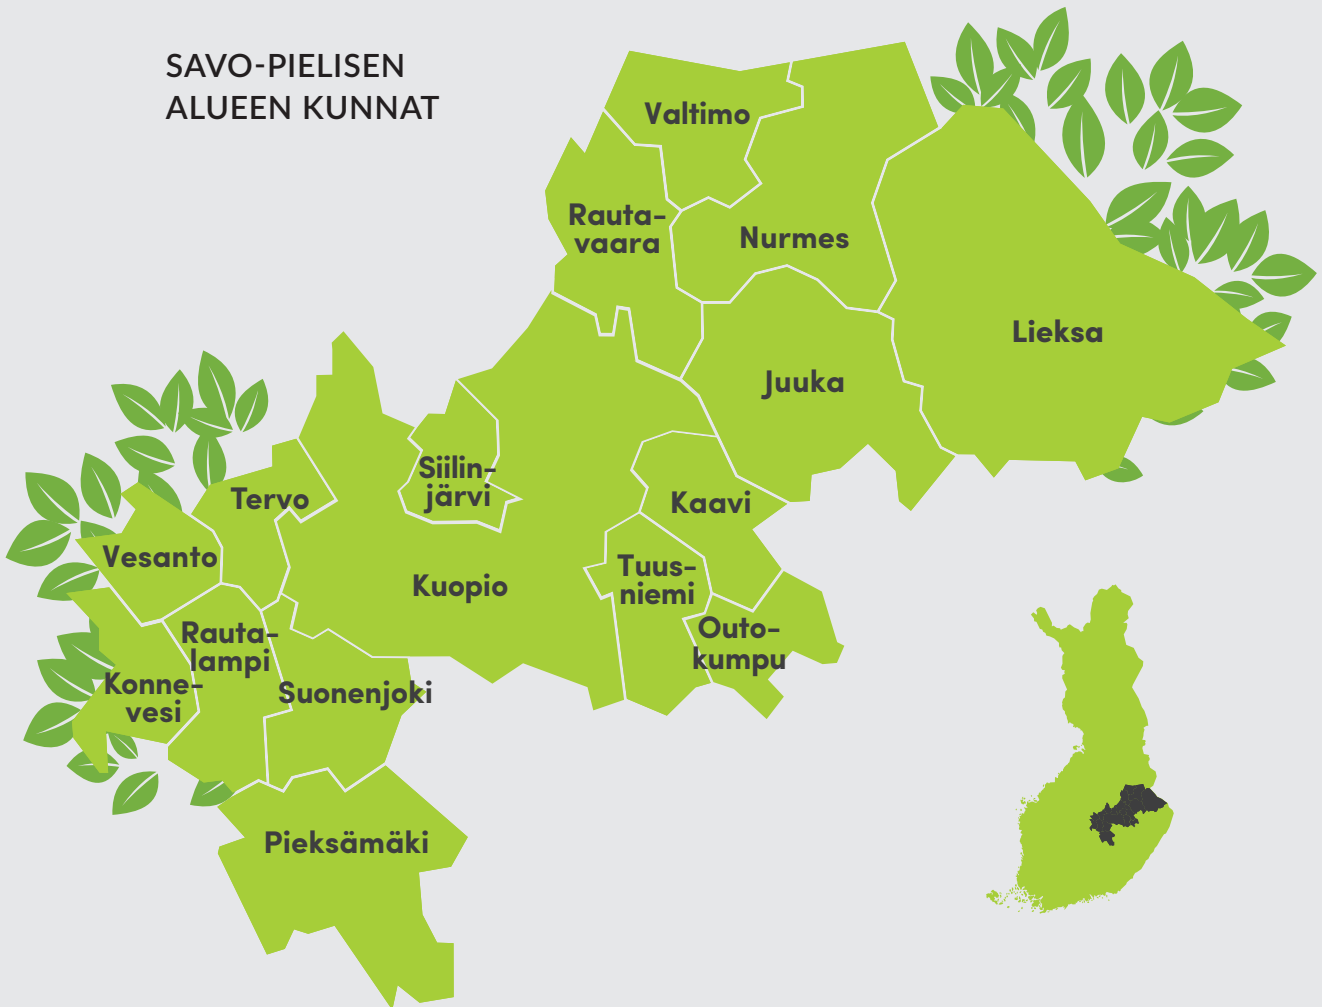 SAVO-PIELISEN
ALUEEN KUNNAT
Valtimo
Rauta-
vaara
Nurmes
Lieksa
Juuka
Siilin-
järvi
Tervo
Kaavi
Vesanto
Kuopio
Tuus-
niemi
Rauta-
lampi
Outo-
kumpu
Konne-
vesi
Suonenjoki
Pieksämäki